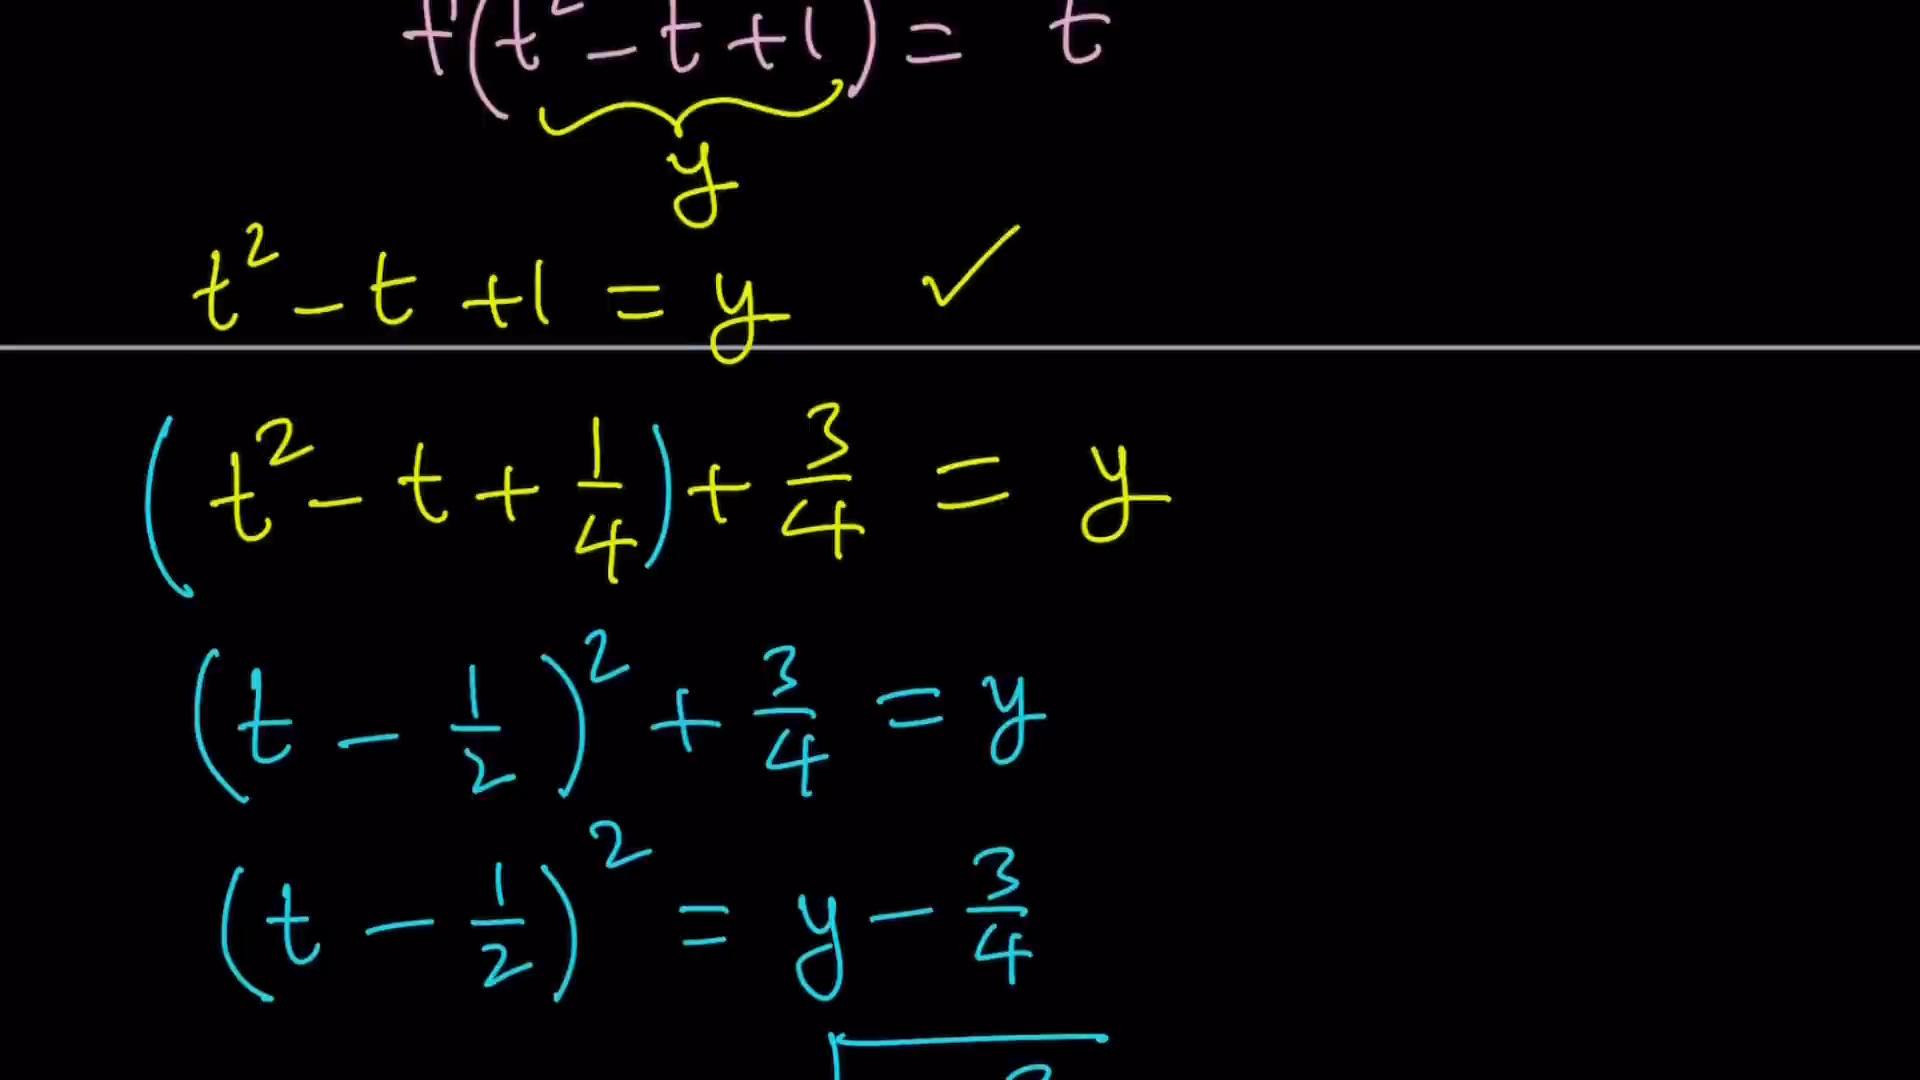 f(t² - t + 1) = t
y
t² - t + 1 = y ✓
(t² - t + 1/4) + 3/4 = y
(t - 1/2)² + 3/4 = y
(t - 1/2)² = y - 3/4